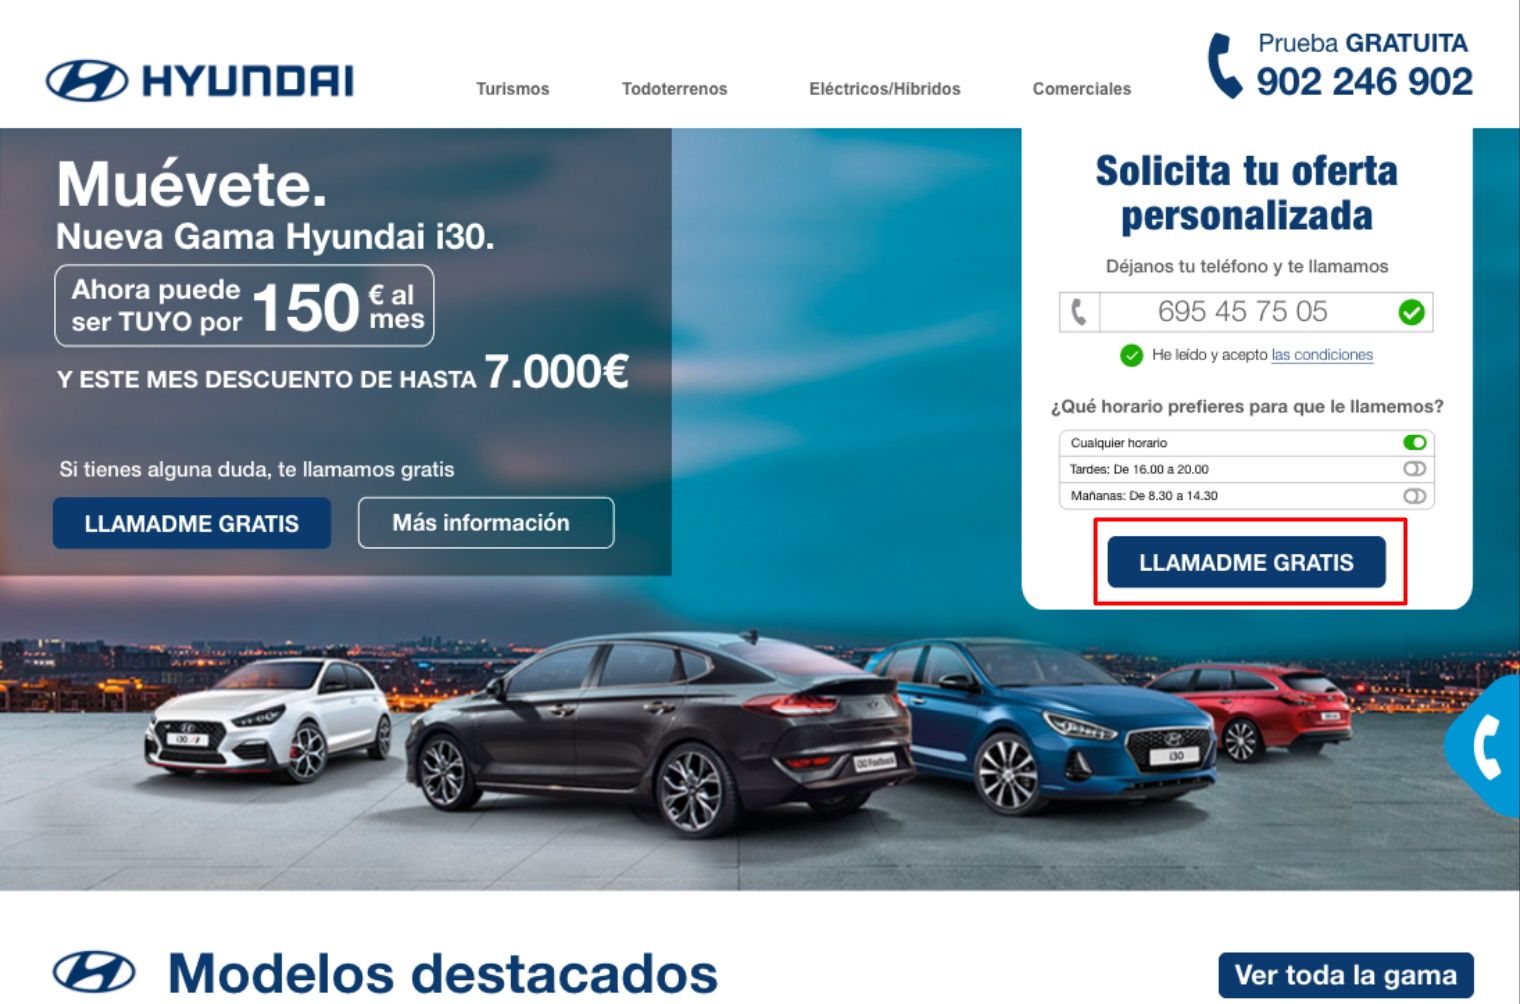 HYUNDAI
Turismos
Todoterrenos
Eléctricos/Híbridos
Comerciales
Prueba GRATUITA
902 246 902
Muévete.
Nueva Gama Hyundai i30.
Ahora puede
ser TUYO por
150
€ al
mes
Y ESTE MES DESCUENTO DE HASTA 7.000€
Si tienes alguna duda, te llamamos gratis
LLAMADME GRATIS
Más información
Solicita tu oferta
personalizada
Déjanos tu teléfono y te llamamos
695 45 75 05
He leído y acepto las condiciones
¿Qué horario prefieres para que le llamemos?
Cualquier horario
Tardes: De 16.00 a 20.00
Mañanas: De 8.30 a 14.30
LLAMADME GRATIS
i30 Fastback
i30
Modelos destacados
Ver toda la gama